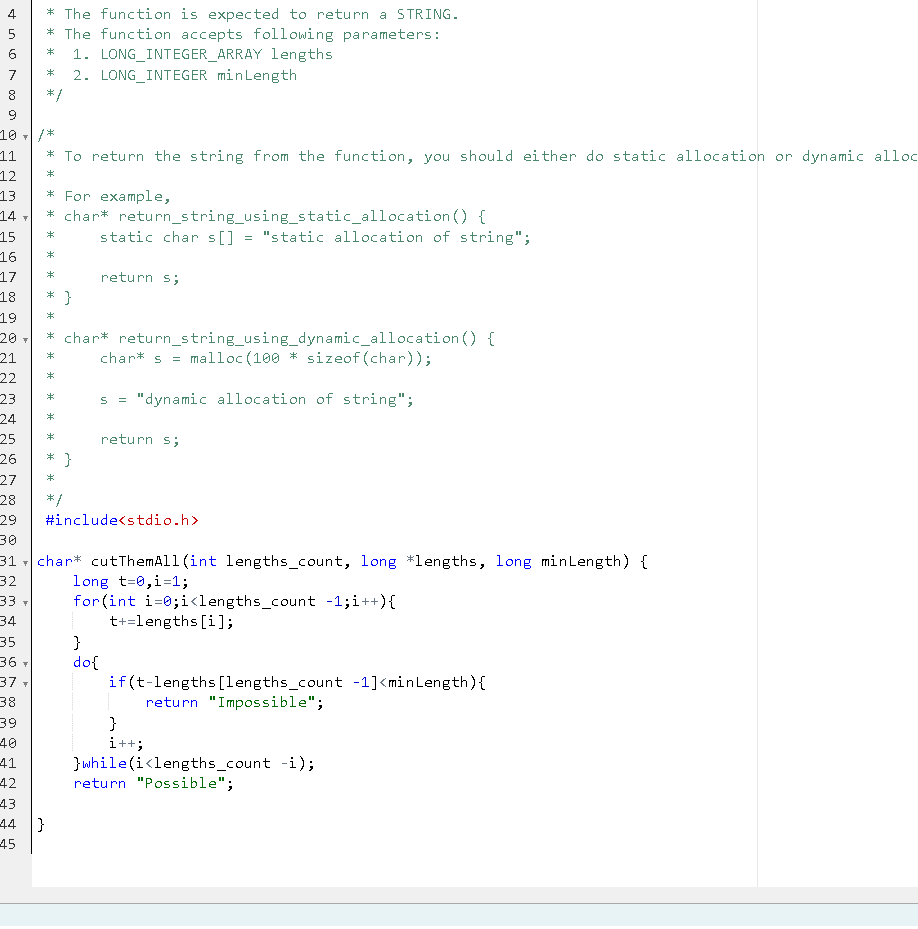 4 * The function is expected to return a STRING.
5 * The function accepts following parameters:
6 *  1. LONG_INTEGER_ARRAY lengths
7 *  2. LONG_INTEGER minLength
8 */
9
10 /*
11 * To return the string from the function, you should either do static allocation or dynamic alloc
12 *
13 * For example,
14 * char* return_string_using_static_allocation() {
15 *     static char s[] = "static allocation of string";
16 *
17 *     return s;
18 * }
19 *
20 * char* return_string_using_dynamic_allocation() {
21 *     char* s = malloc(100 * sizeof(char));
22 *
23 *     s = "dynamic allocation of string";
24 *
25 *     return s;
26 * }
27 *
28 */
29 #include<stdio.h>
30
31 char* cutThemAll(int lengths_count, long *lengths, long minLength) {
32     long t=0,i=1;
33     for(int i=0;i<lengths_count -1;i++){
34         t+=lengths[i];
35     }
36     do{
37         if(t-lengths[lengths_count -1]<minLength){
38             return "Impossible";
39         }
40         i++;
41     }while(i<lengths_count -i);
42     return "Possible";
43
44 }
45